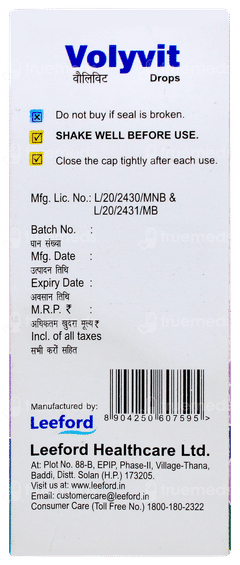 Volyvit
वौलिविट Drops
Do not buy if seal is broken.
SHAKE WELL BEFORE USE.
Close the cap tightly after each use.
Mfg. Lic. No.: L/20/2430/MNB &
L/20/2431/MB
Batch No. :
घान संख्या
Mfg. Date :
उत्पादन तिथि
Expiry Date :
अवसान तिथि
M.R.P. ₹ :
अधिकतम खुदरा मूल्य ₹
Incl. of all taxes
सभी करों सहित
8 904250 607595 >
Manufactured by:
Leeford
Leeford Healthcare Ltd.
At: Plot No. 88-B, EPIP, Phase-II, Village-Thana,
Baddi, Distt. Solan (H.P.) 173205.
Visit us at: www.leeford.in
Email: customercare@leeford.in
Consumer Care (Toll Free No.) 1800-180-2322